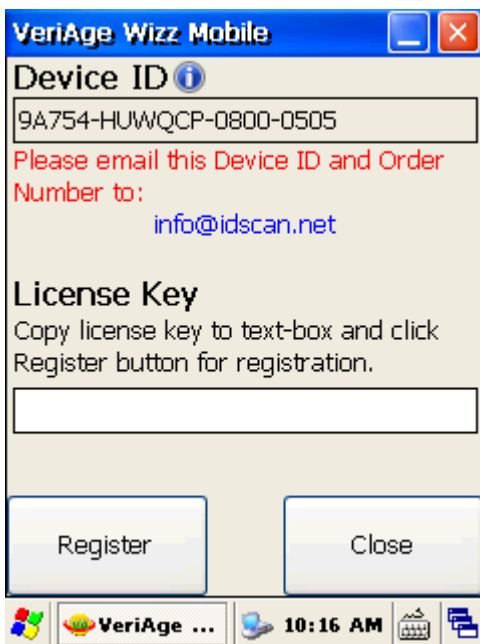 VeriAge Wizz Mobile
Device ID
9A754-HUWQCP-0800-0505
Please email this Device ID and Order
Number to:
info@idscan.net
License Key
Copy license key to text-box and click
Register button for registration.
Register
Close
VeriAge ...
10:16 AM